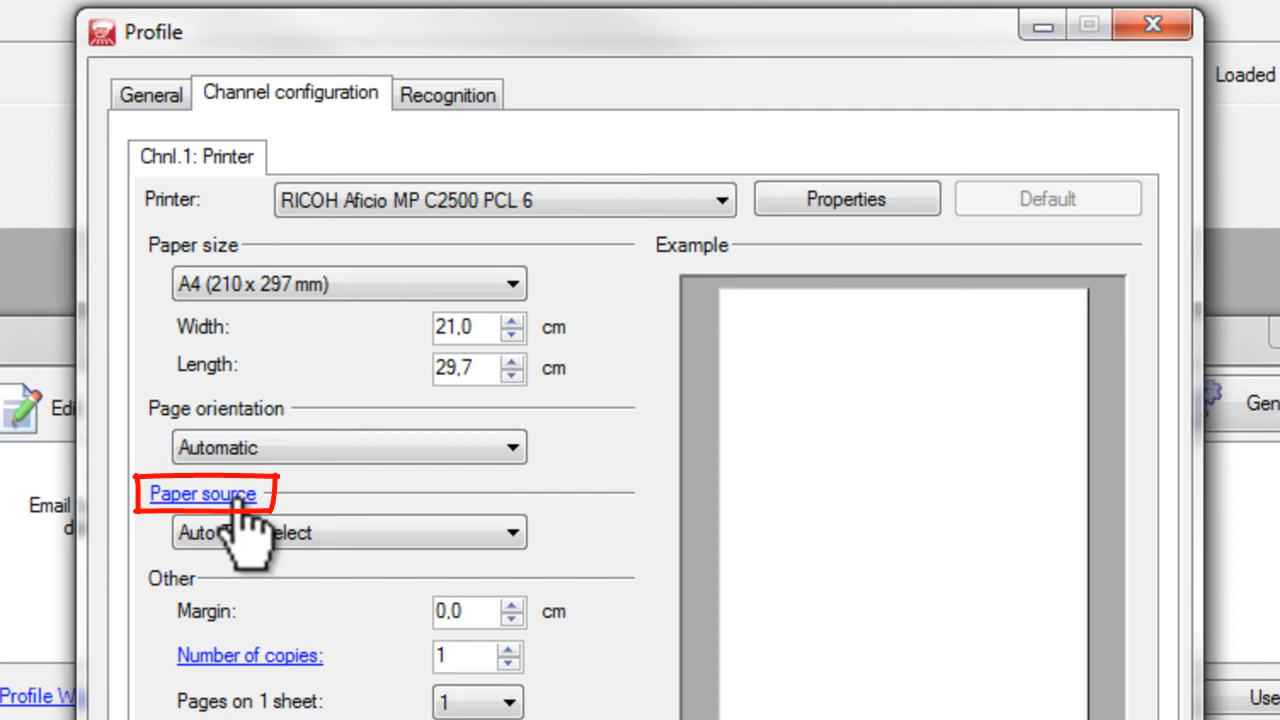 Profile
Loaded
General
Channel configuration
Recognition
Chnl.1: Printer
Printer:
RICOH Aficio MP C2500 PCL 6
Properties
Default
Paper size
Example
A4 (210 x 297 mm)
Width:
21,0
cm
Length:
29,7
cm
Page orientation
Automatic
Paper source
Auto
Other
Margin:
0,0
cm
Number of copies:
1
Pages on 1 sheet:
1
Email
Profile W
Use